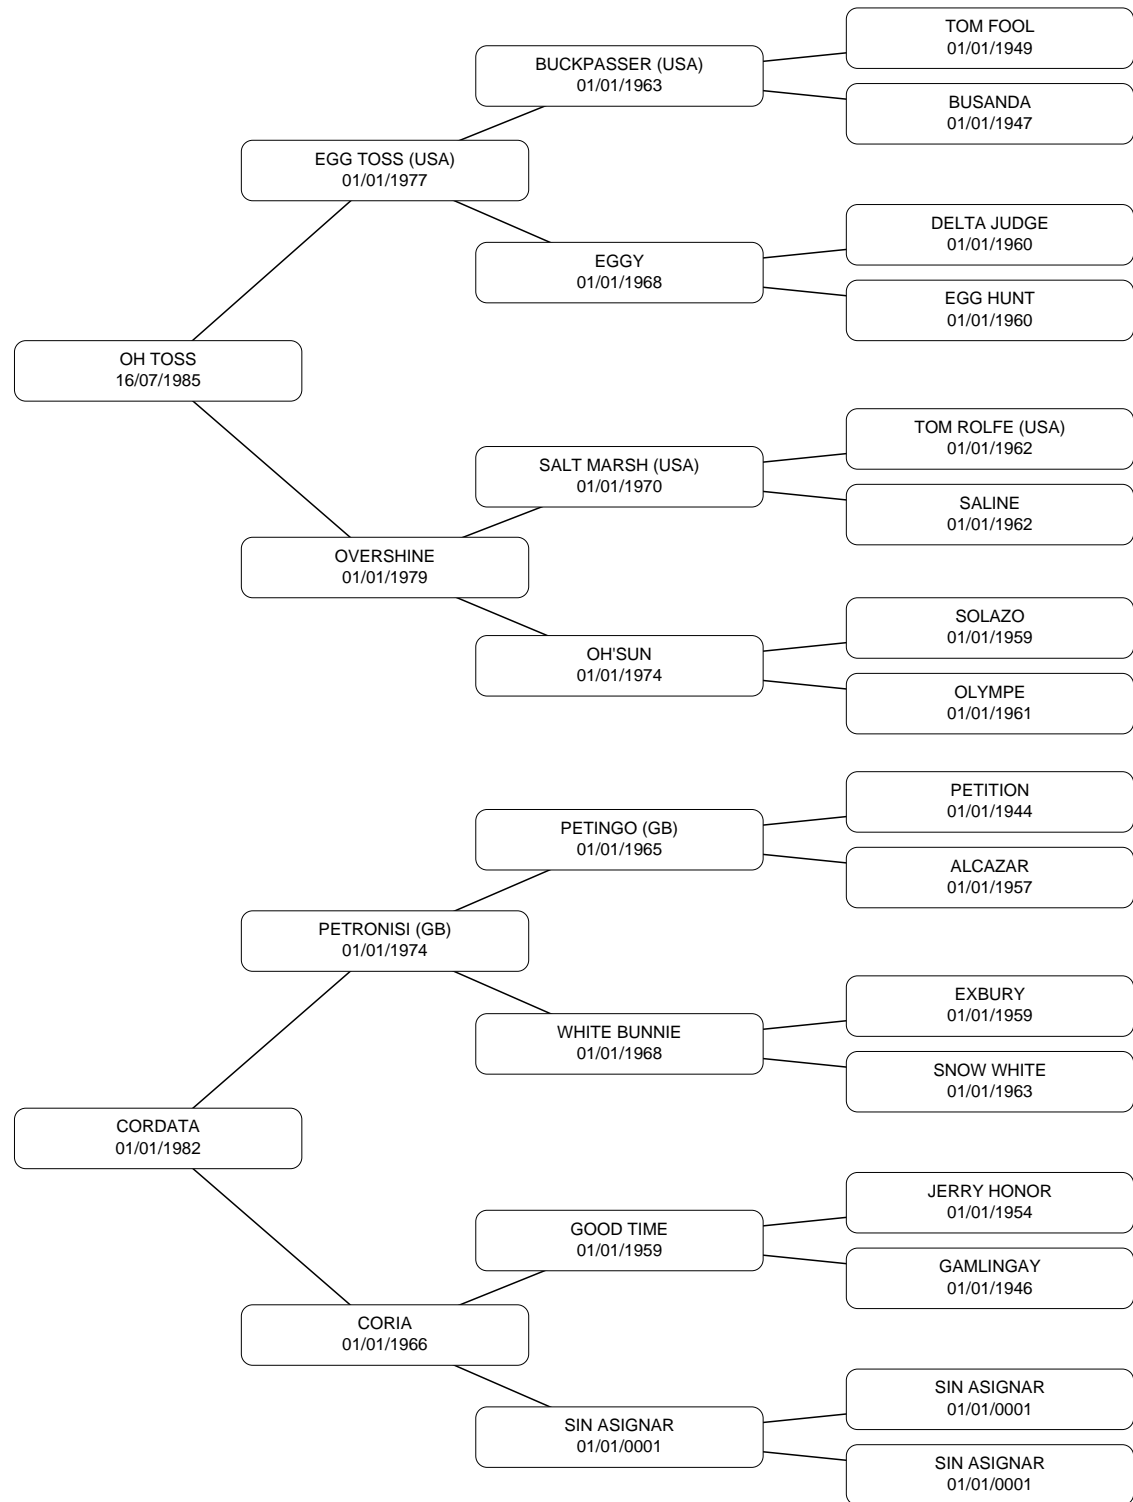 TOM FOOL
01/01/1949
BUCKPASSER (USA)
01/01/1963
BUSANDA
01/01/1947
EGG TOSS (USA)
01/01/1977
DELTA JUDGE
01/01/1960
EGGY
01/01/1968
EGG HUNT
01/01/1960
OH TOSS
16/07/1985
TOM ROLFE (USA)
01/01/1962
SALT MARSH (USA)
01/01/1970
SALINE
01/01/1962
OVERSHINE
01/01/1979
SOLAZO
01/01/1959
OH'SUN
01/01/1974
OLYMPE
01/01/1961
PETITION
01/01/1944
PETINGO (GB)
01/01/1965
ALCAZAR
01/01/1957
PETRONISI (GB)
01/01/1974
EXBURY
01/01/1959
WHITE BUNNIE
01/01/1968
SNOW WHITE
01/01/1963
CORDATA
01/01/1982
JERRY HONOR
01/01/1954
GOOD TIME
01/01/1959
GAMLINGAY
01/01/1946
CORIA
01/01/1966
SIN ASIGNAR
01/01/0001
SIN ASIGNAR
01/01/0001
SIN ASIGNAR
01/01/0001